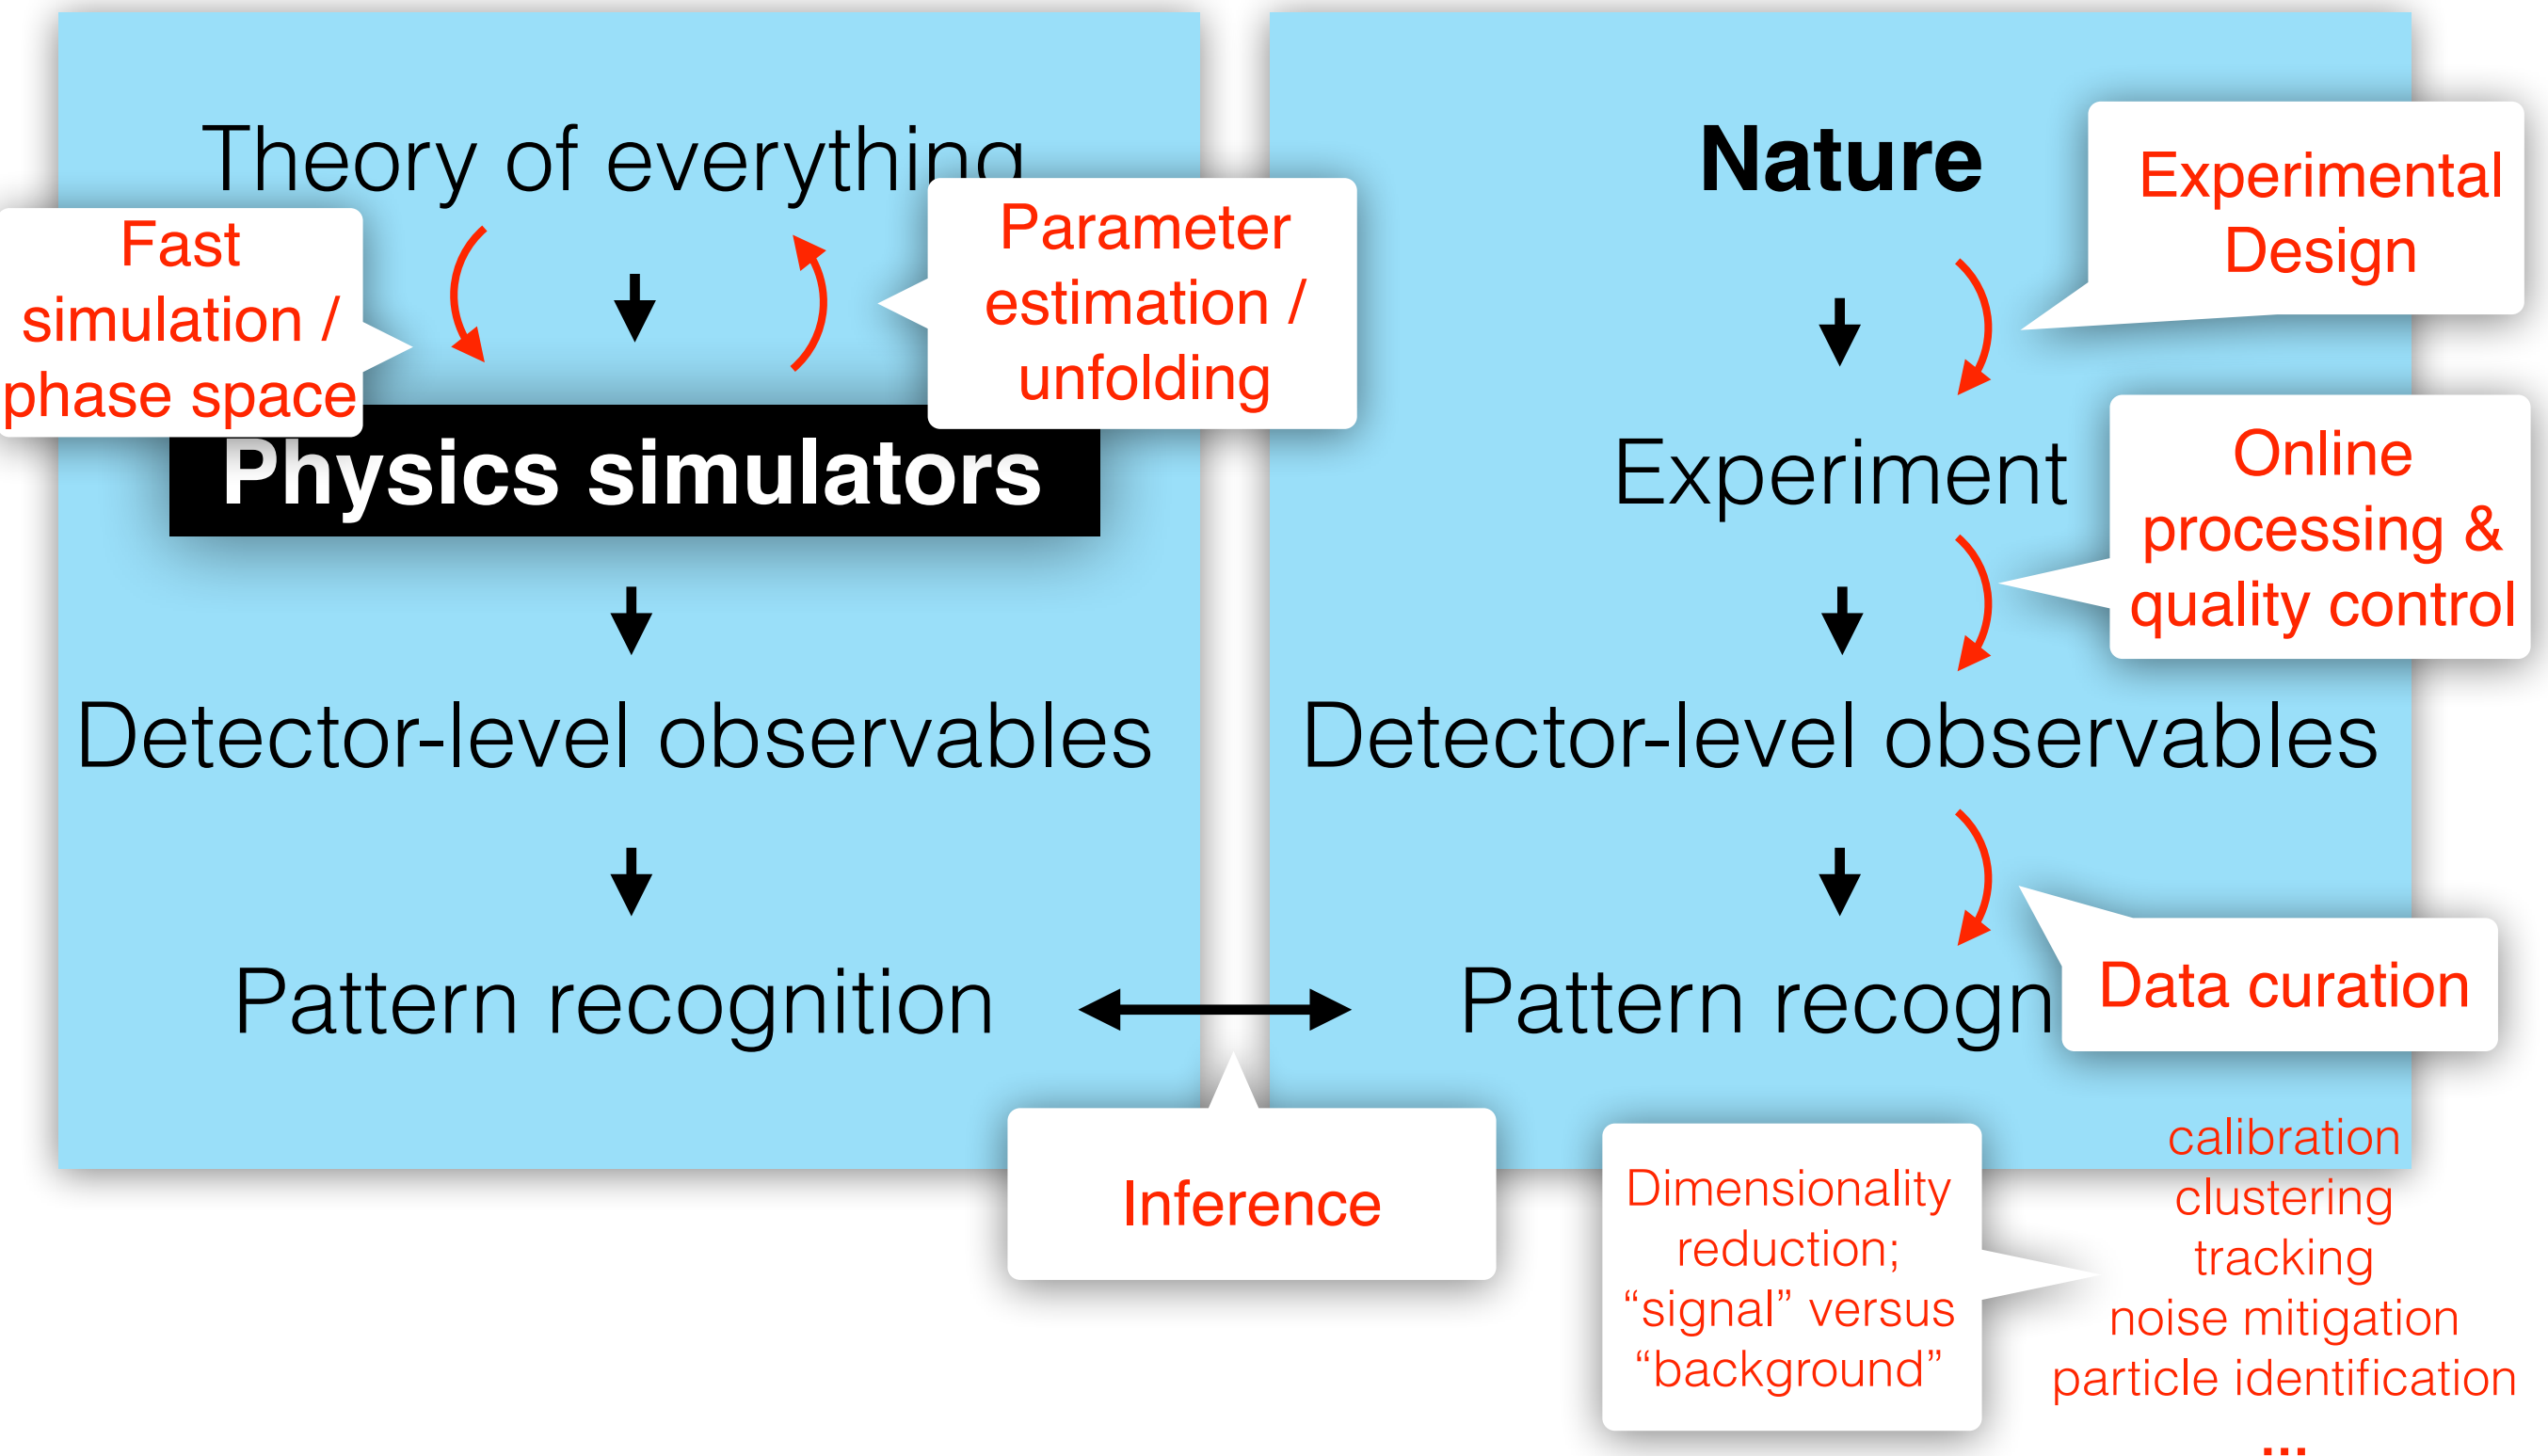 Theory of everything
Fast
simulation /
phase space
Parameter
estimation /
unfolding
Physics simulators
Detector-level observables
Pattern recognition
Nature
Experimental
Design
Experiment
Online
processing &
quality control
Detector-level observables
Pattern recogn
Data curation
Inference
Dimensionality
reduction;
“signal” versus
“background”
calibration
clustering
tracking
noise mitigation
particle identification
...